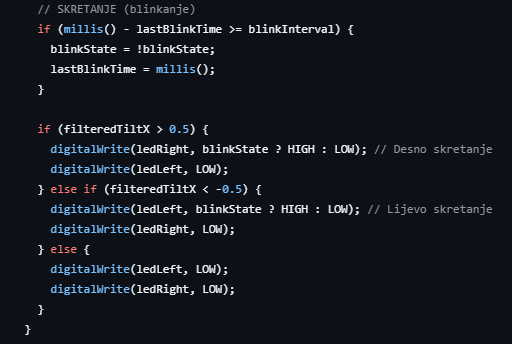 // SKRETANJE (blinkanje)
if (millis() - lastBlinkTime >= blinkInterval) {
blinkState = !blinkState;
lastBlinkTime = millis();
}
if (filteredTiltX > 0.5) {
digitalWrite(ledRight, blinkState ? HIGH : LOW); // Desno skretanje
digitalWrite(ledLeft, LOW);
} else if (filteredTiltX < -0.5) {
digitalWrite(ledLeft, blinkState ? HIGH : LOW); // Lijevo skretanje
digitalWrite(ledRight, LOW);
} else {
digitalWrite(ledLeft, LOW);
digitalWrite(ledRight, LOW);
}
}